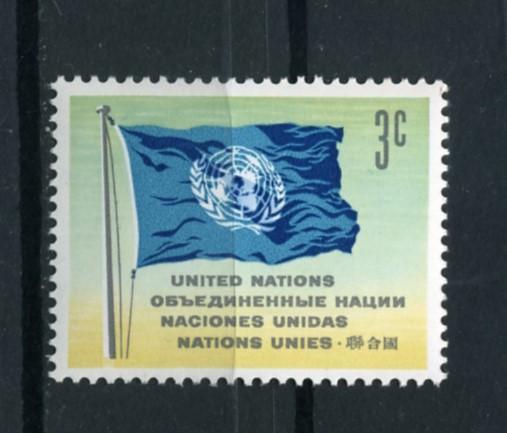 3c
UNITED NATIONS
ОБЪЕДИНЕННЫЕ НАЦИИ
NACIONES UNIDAS
NATIONS UNIES · 聯合國